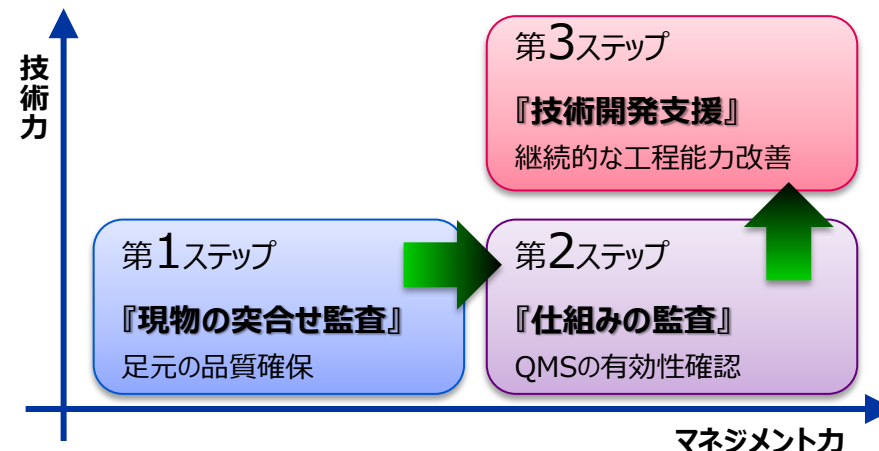 技術力
第3ステップ
『技術開発支援』
継続的な工程能力改善
第1ステップ
『現物の突合せ監査』
足元の品質確保
第2ステップ
『仕組みの監査』
QMSの有効性確認
マネジメント力